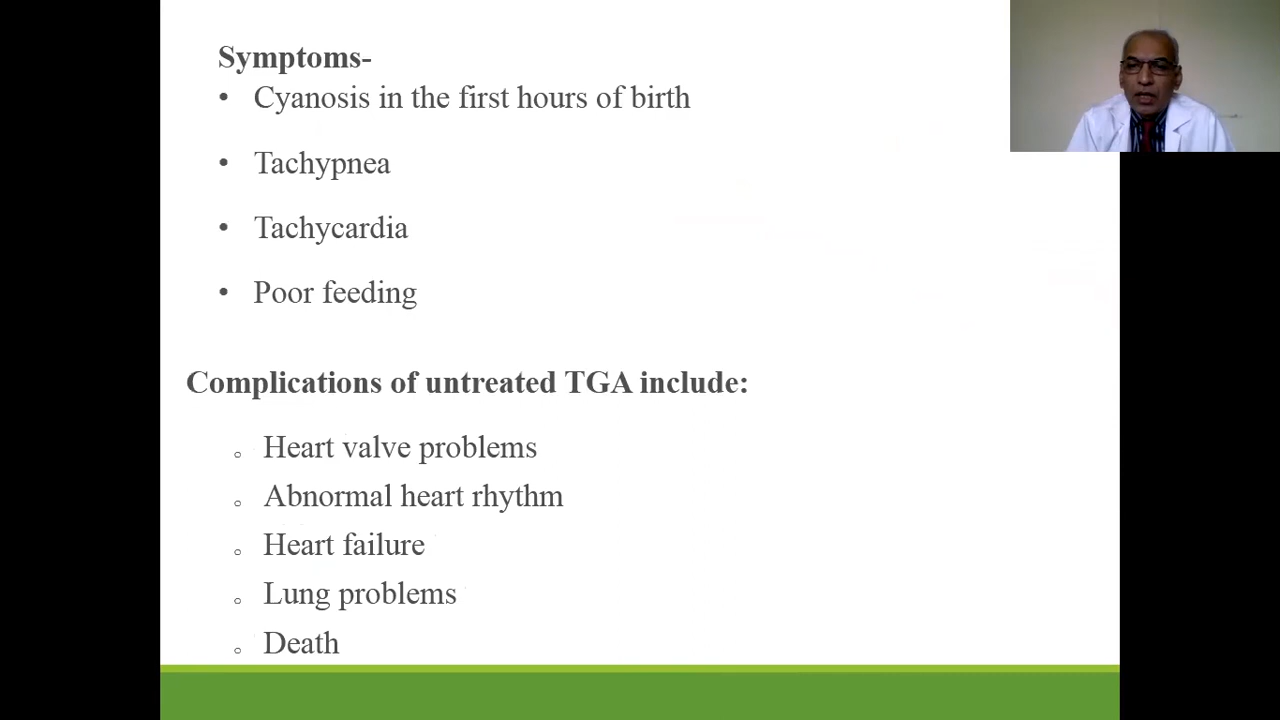 Symptoms-
• Cyanosis in the first hours of birth
• Tachypnea
• Tachycardia
• Poor feeding
Complications of untreated TGA include:
o Heart valve problems
o Abnormal heart rhythm
o Heart failure
o Lung problems
o Death